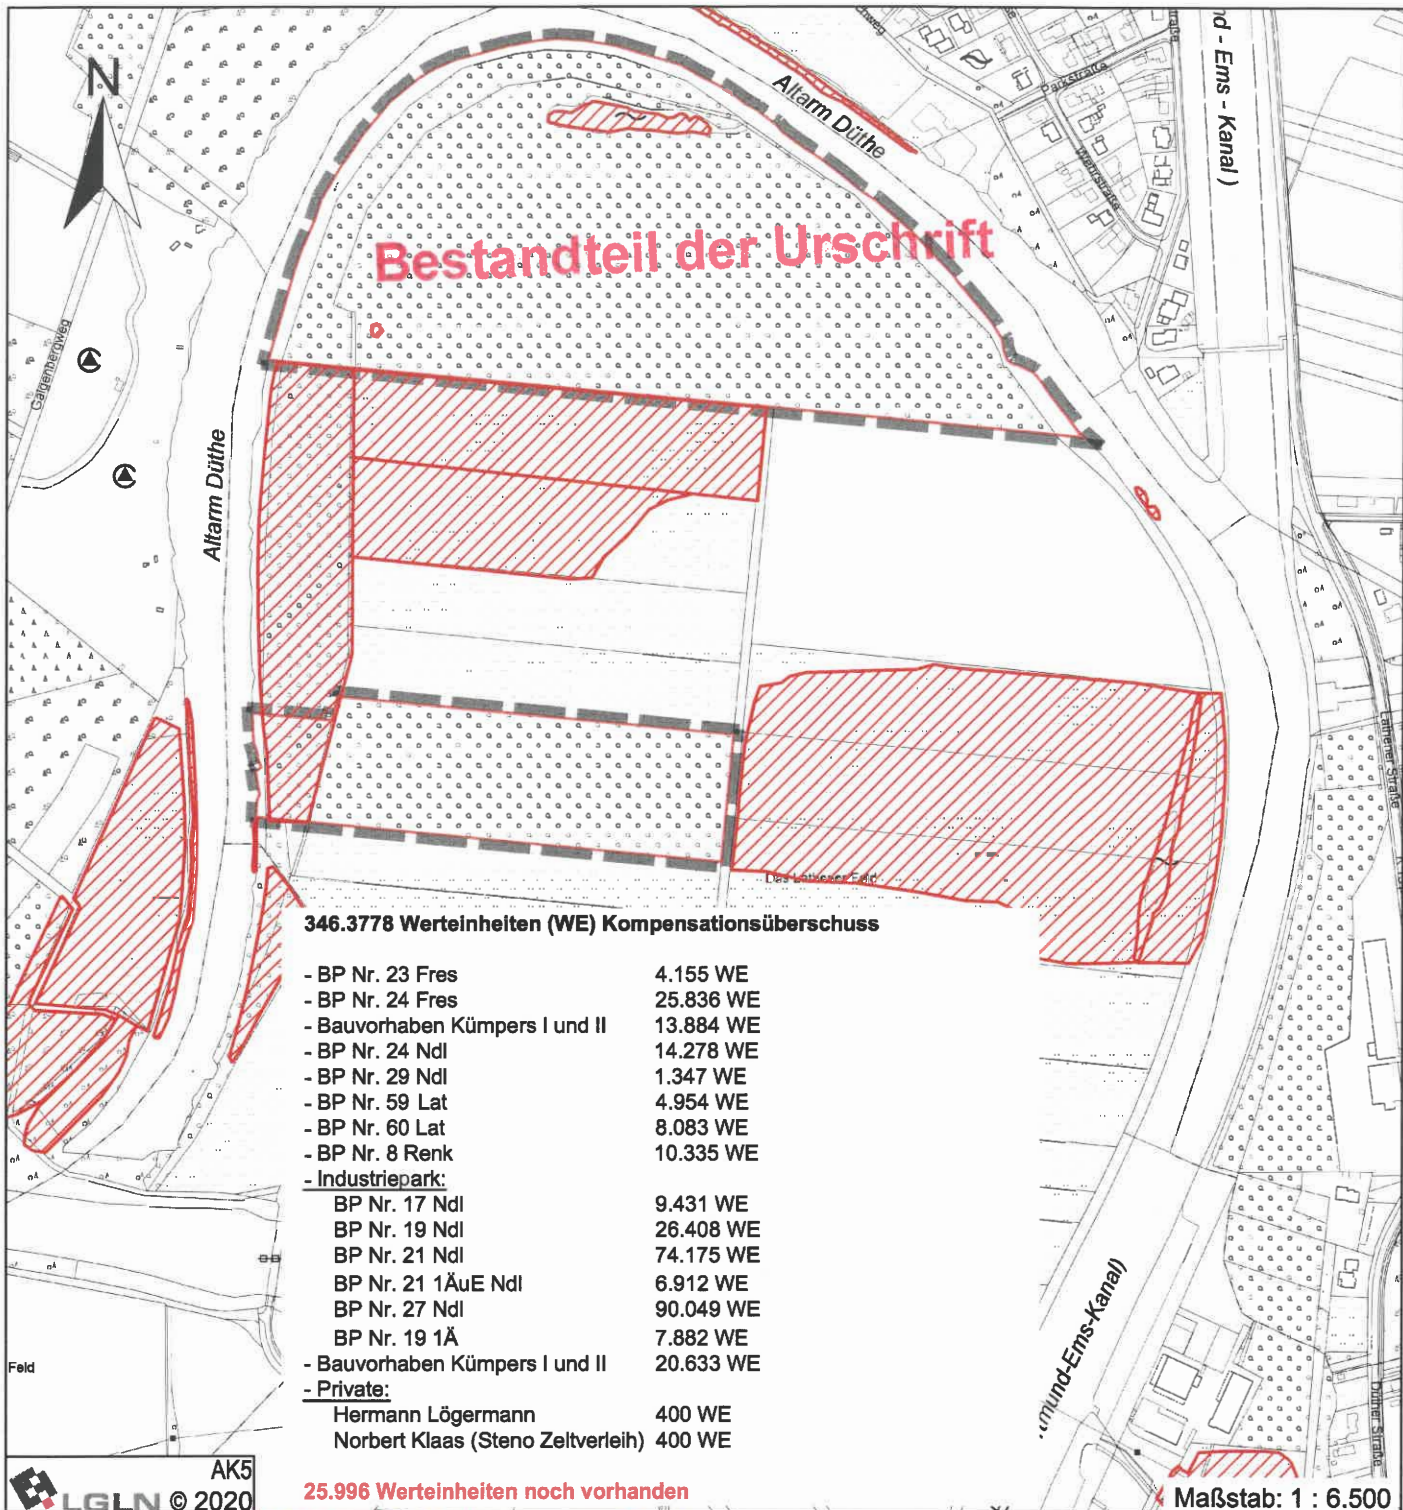 N
Altarm Düthe
Parkstraße
Wehrstraße
nd - Ems - Kanal )
Bestandteil der Urschrift
Galgenbergweg
Altarm Düthe
Lathener Straße
Das Lathener Feld
346.3778 Werteinheiten (WE) Kompensationsüberschuss
- BP Nr. 23 Fres 4.155 WE
- BP Nr. 24 Fres 25.836 WE
- Bauvorhaben Kümpers I und II 13.884 WE
- BP Nr. 24 Ndl 14.278 WE
- BP Nr. 29 Ndl 1.347 WE
- BP Nr. 59 Lat 4.954 WE
- BP Nr. 60 Lat 8.083 WE
- BP Nr. 8 Renk 10.335 WE
- Industriepark:
BP Nr. 17 Ndl 9.431 WE
BP Nr. 19 Ndl 26.408 WE
BP Nr. 21 Ndl 74.175 WE
BP Nr. 21 1ÄuE Ndl 6.912 WE
BP Nr. 27 Ndl 90.049 WE
BP Nr. 19 1Ä 7.882 WE
- Bauvorhaben Kümpers I und II 20.633 WE
- Private:
Hermann Lögermann 400 WE
Norbert Klaas (Steno Zeltverleih) 400 WE
25.996 Werteinheiten noch vorhanden
mund-Ems-Kanal)
Düther Straße
Feld
AK5
LGLN © 2020
Maßstab: 1 : 6.500